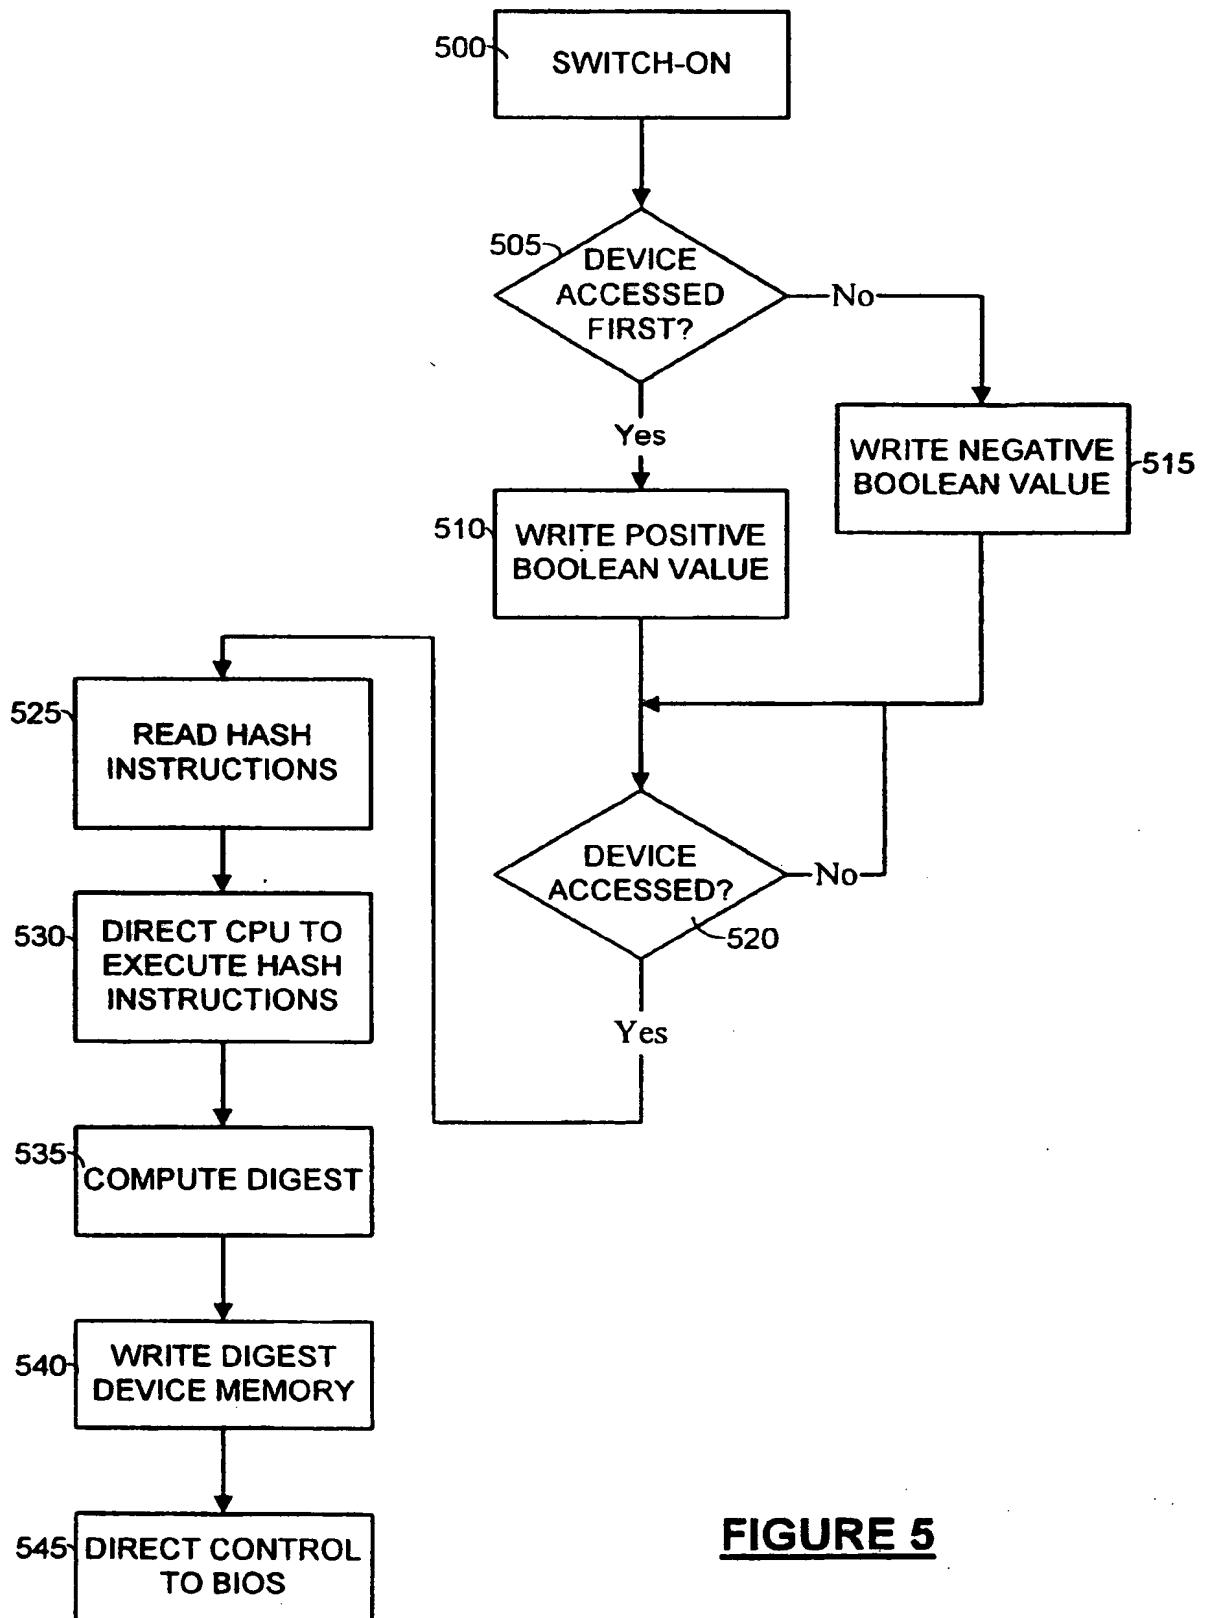 500
SWITCH-ON
505
DEVICE
ACCESSED
FIRST?
No
Yes
WRITE NEGATIVE
BOOLEAN VALUE
515
510
WRITE POSITIVE
BOOLEAN VALUE
525
READ HASH
INSTRUCTIONS
DEVICE
ACCESSED?
No
520
530
DIRECT CPU TO
EXECUTE HASH
INSTRUCTIONS
Yes
535
COMPUTE DIGEST
540
WRITE DIGEST
DEVICE MEMORY
545
DIRECT CONTROL
TO BIOS
FIGURE 5